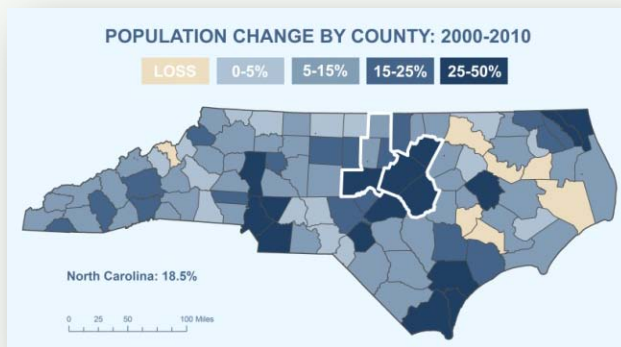 POPULATION CHANGE BY COUNTY: 2000-2010
LOSS 0-5% 5-15% 15-25% 25-50%
North Carolina: 18.5%
0 25 50 100 Miles